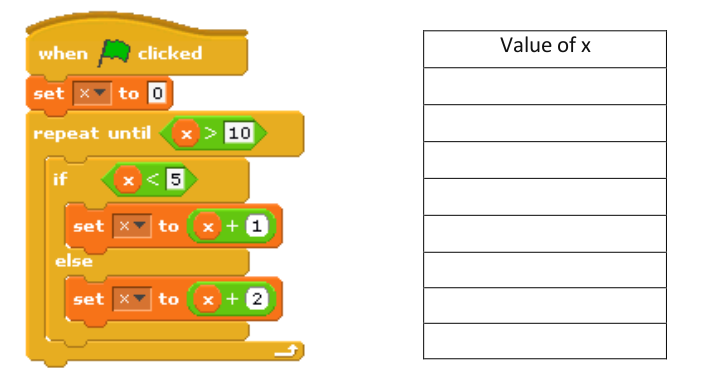 when clicked
set x to 0
repeat until x > 10
if x < 5
set x to x + 1
else
set x to x + 2
Value of x